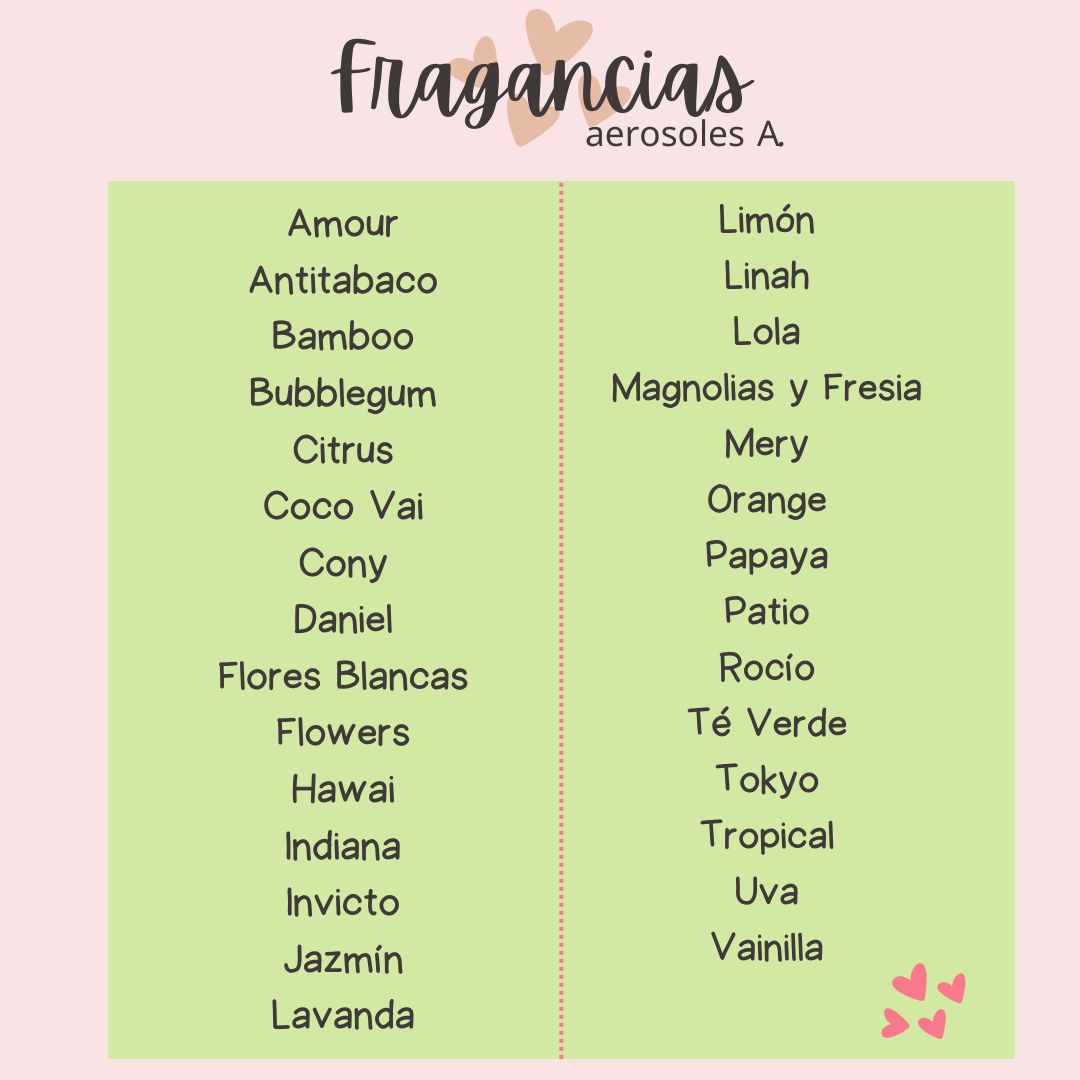 Fragancias
aerosoles A.
Amour
Antitabaco
Bamboo
Bubblegum
Citrus
Coco Vai
Cony
Daniel
Flores Blancas
Flowers
Hawai
Indiana
Invicto
Jazmín
Lavanda
Limón
Linah
Lola
Magnolias y Fresia
Mery
Orange
Papaya
Patio
Rocío
Té Verde
Tokyo
Tropical
Uva
Vainilla